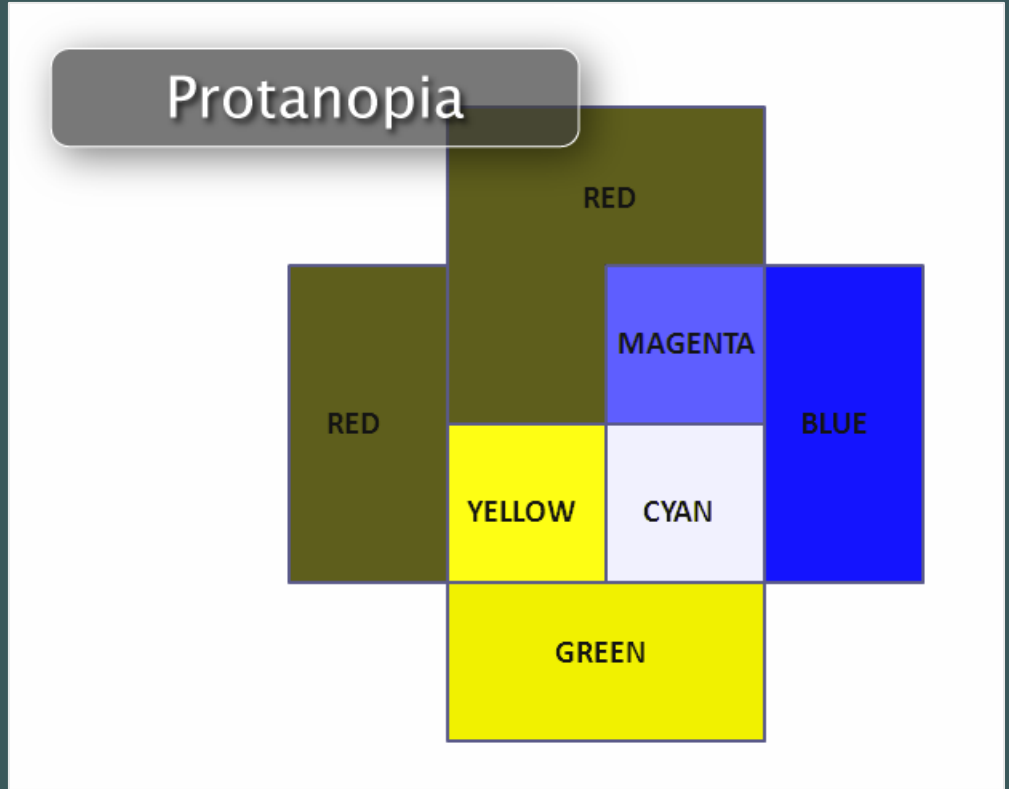 Protanopia
RED
MAGENTA
RED
BLUE
YELLOW
CYAN
GREEN